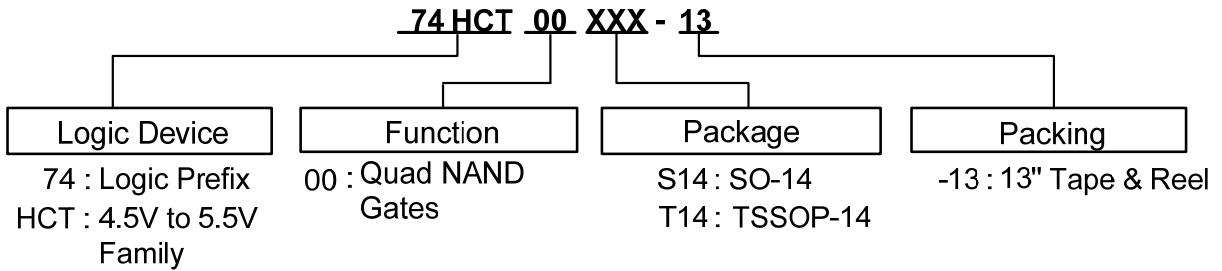 74 HCT 00 XXX - 13
Logic Device
74 : Logic Prefix
HCT : 4.5V to 5.5V
Family
Function
00 : Quad NAND
Gates
Package
S14 : SO-14
T14 : TSSOP-14
Packing
-13 : 13" Tape & Reel